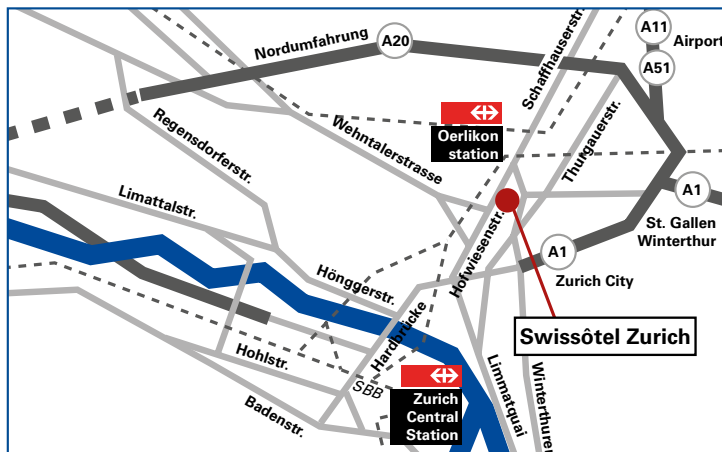 A11
Airport
A20
Nordumfahrung
A51
Schaffhauserstr.
Oerlikon
station
Thurgauerstr.
Wehntalerstrasse
Regensdorferstr.
Limattalstr.
A1
St. Gallen
Winterthur
Hofwiesenstr.
A1
Zurich City
Hönggerstr.
Hardbrücke
Swissôtel Zurich
Hohlstr.
SBB
Badenstr.
Zurich
Central
Station
Limmatquai
Winterthurer